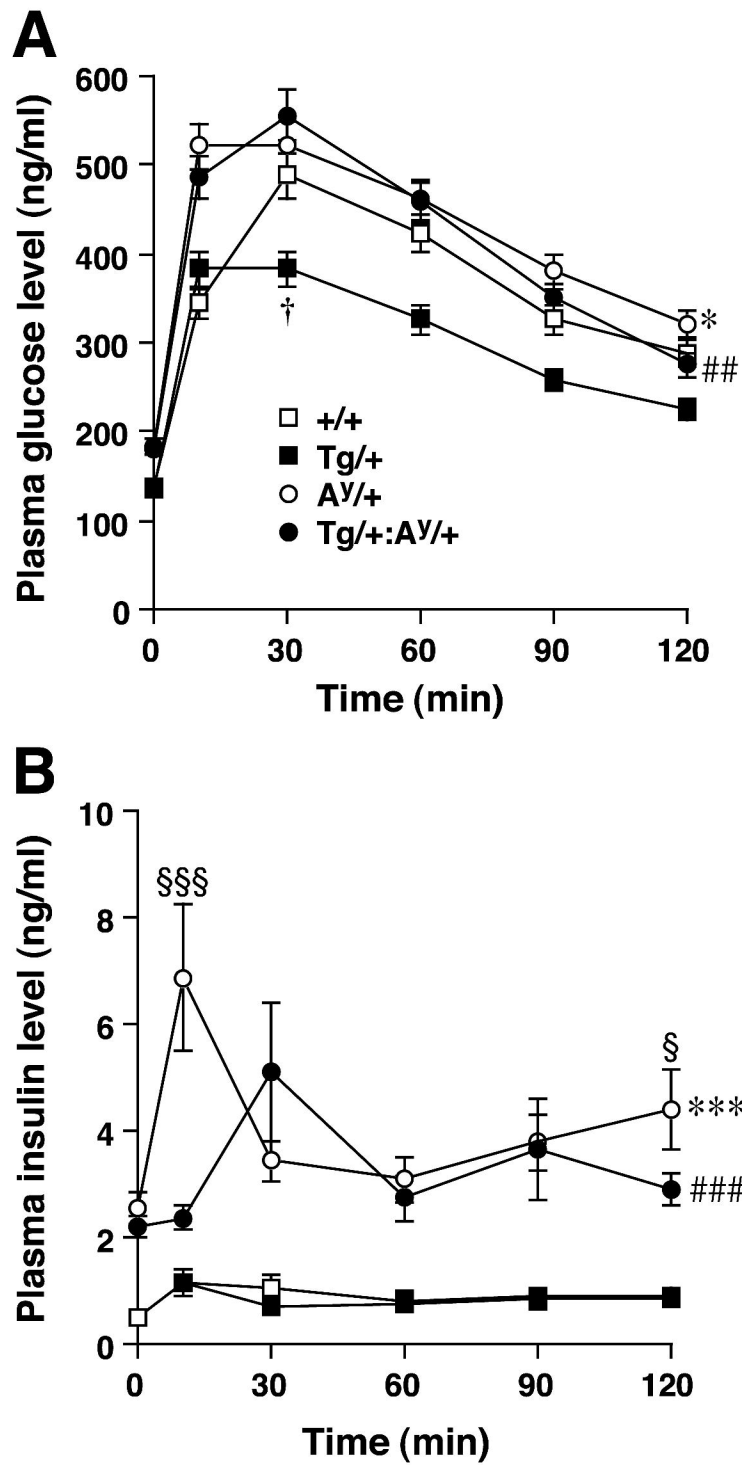 A
Plasma glucose level (ng/ml)
600
500
400
300
200
100
0
†
*
##
+/+
Tg/+
Aʸ/+
Tg/+:Aʸ/+
0 30 60 90 120
Time (min)
B
Plasma insulin level (ng/ml)
10
8
6
4
2
0
§§§
§
***
###
0 30 60 90 120
Time (min)